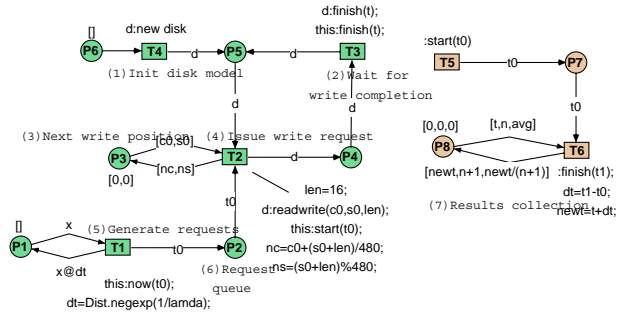 []
d:new disk
P6
T4
d
P5
d
T3
d:finish(t);
this:finish(t);
(1)Init disk model
(2)Wait for
write completion
d
d
(3)Next write position
(4)Issue write request
[c0,s0]
P3
[nc,ns]
[0,0]
T2
d
P4
len=16;
d:readwrite(c0,s0,len);
this:start(t0);
nc=c0+(s0+len)/480;
ns=(s0+len)%480;
t0
(5)Generate requests
[]
x
P1
T1
t0
P2
x@dt
(6)Request
queue
this:now(t0);
dt=Dist.negexp(1/lamda);
:start(t0)
T5
t0
P7
t0
[0,0,0]
[t,n,avg]
P8
T6
[newt,n+1,newt/(n+1)]
:finish(t1);
dt=t1-t0;
newt=t+dt;
(7)Results collection